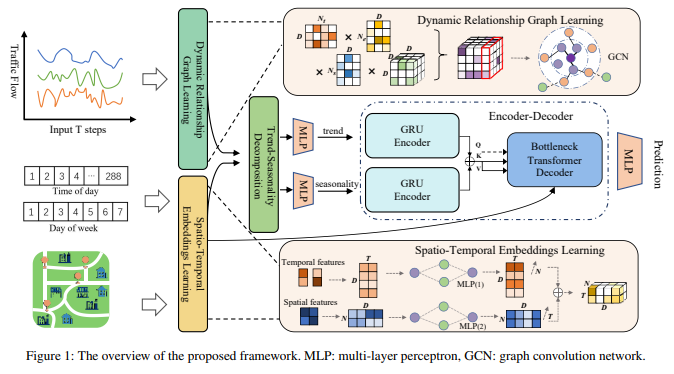 Traffic Flow
Input T steps
1 2 3 4 ... 288
Time of day
1 2 3 4 5 6 7
Day of week
Dynamic Relationship
Graph Learning
Spatio-Temporal
Embeddings Learning
Trend-Seasonality
Decomposition
Dynamic Relationship Graph Learning
D
D
D
D
GCN
Encoder-Decoder
MLP
trend
GRU
Encoder
MLP
seasonality
GRU
Encoder
Q
K
V
Bottleneck
Transformer
Decoder
MLP
Prediction
Spatio-Temporal Embeddings Learning
Temporal features
T
D
MLP(1)
T
D
N
Spatial features
D
N
MLP(2)
D
N
T
N
T
D
Figure 1: The overview of the proposed framework. MLP: multi-layer perceptron, GCN: graph convolution network.